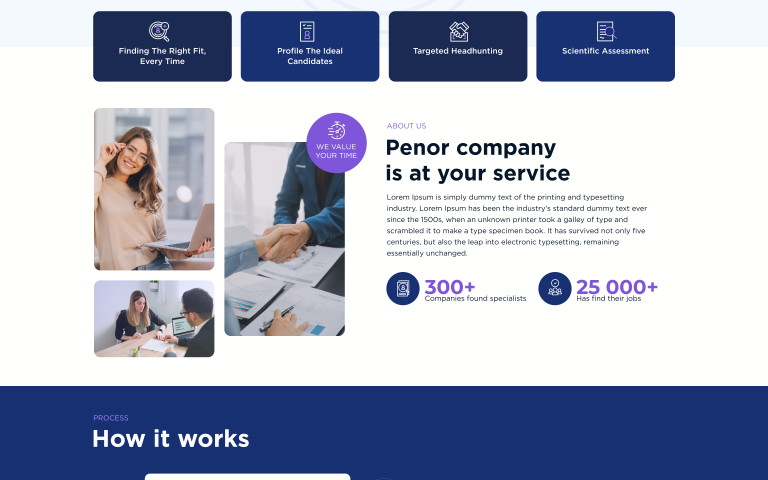 Finding The Right Fit,
Every Time
Profile The Ideal
Candidates
Targeted Headhunting
Scientific Assessment
WE VALUE
YOUR TIME
ABOUT US
Penor company
is at your service
Lorem Ipsum is simply dummy text of the printing and typesetting
industry. Lorem Ipsum has been the industry's standard dummy text ever
since the 1500s, when an unknown printer took a galley of type and
scrambled it to make a type specimen book. It has survived not only five
centuries, but also the leap into electronic typesetting, remaining
essentially unchanged.
300+
Companies found specialists
25 000+
Has find their jobs
PROCESS
How it works